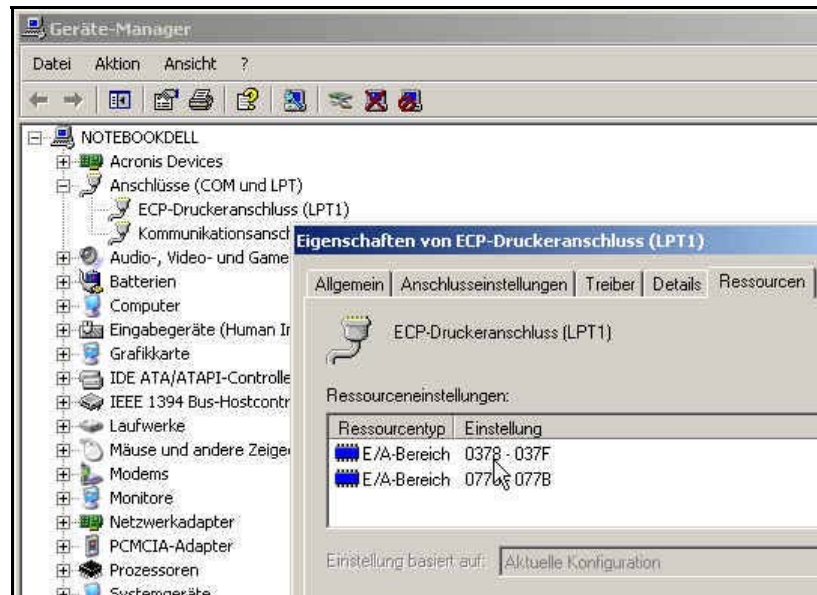 Geräte-Manager
Datei Aktion Ansicht ?
NOTEBOOKDELL
Acronis Devices
Anschlüsse (COM und LPT)
ECP-Druckeranschluss (LPT1)
Kommunikationsansch
Audio-, Video- und Game
Batterien
Computer
Eingabegeräte (Human In
Grafikkarte
IDE ATA/ATAPI-Controlle
IEEE 1394 Bus-Hostcontr
Laufwerke
Mäuse und andere Zeige
Modems
Monitore
Netzwerkadapter
PCMCIA-Adapter
Prozessoren
Systemgeräte
Eigenschaften von ECP-Druckeranschluss (LPT1)
Allgemein Anschlusseinstellungen Treiber Details Ressourcen
ECP-Druckeranschluss (LPT1)
Ressourceneinstellungen:
Ressourcentyp Einstellung
E/A-Bereich 0378 - 037F
E/A-Bereich 077B
Einstellung basiert auf: Aktuelle Konfiguration